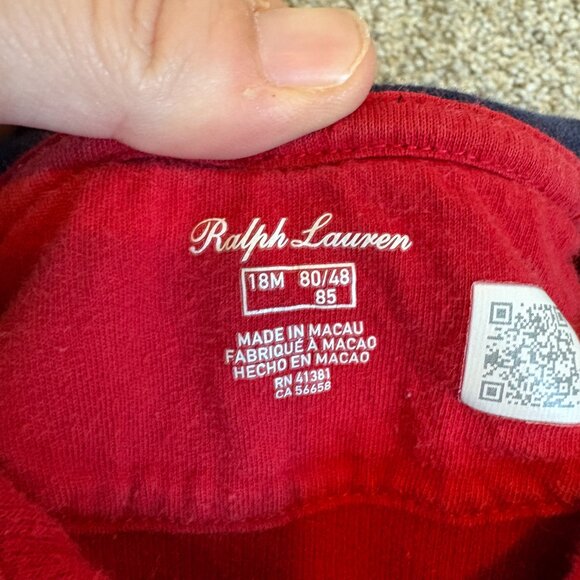 Ralph Lauren
18M 80/48
85
MADE IN MACAU
FABRIQUÉ À MACAO
HECHO EN MACAO
RN 41381
CA 56658